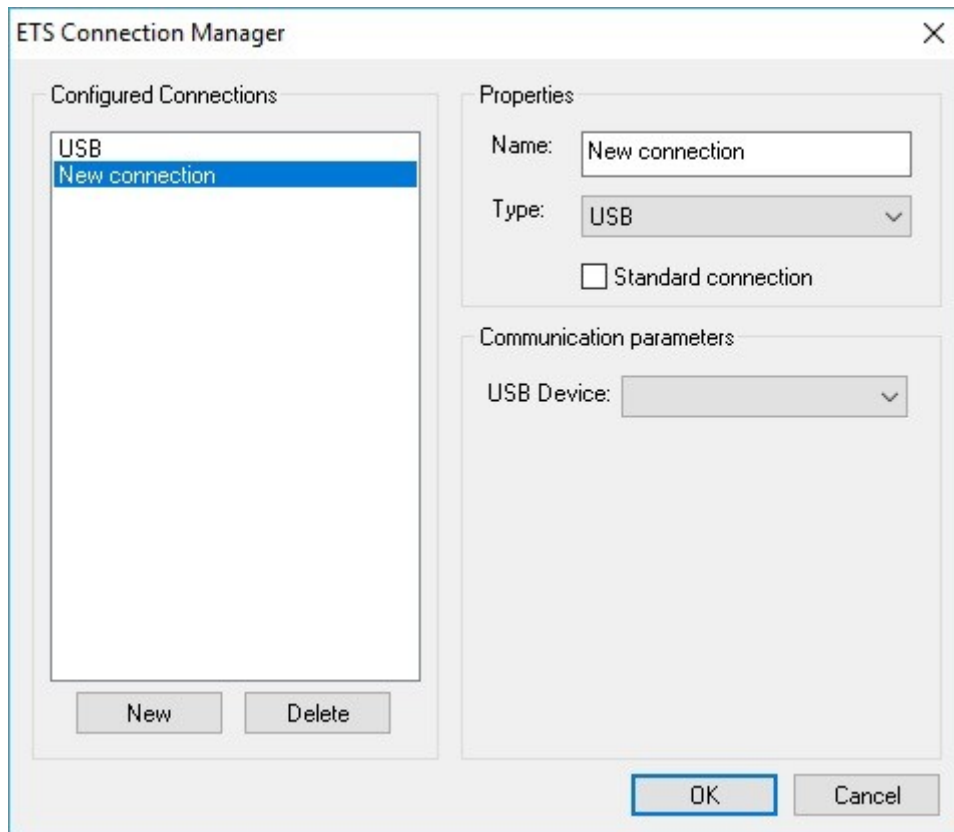 ETS Connection Manager
Configured Connections
USB
New connection
New
Delete
Properties
Name: New connection
Type: USB
Standard connection
Communication parameters
USB Device:
OK
Cancel